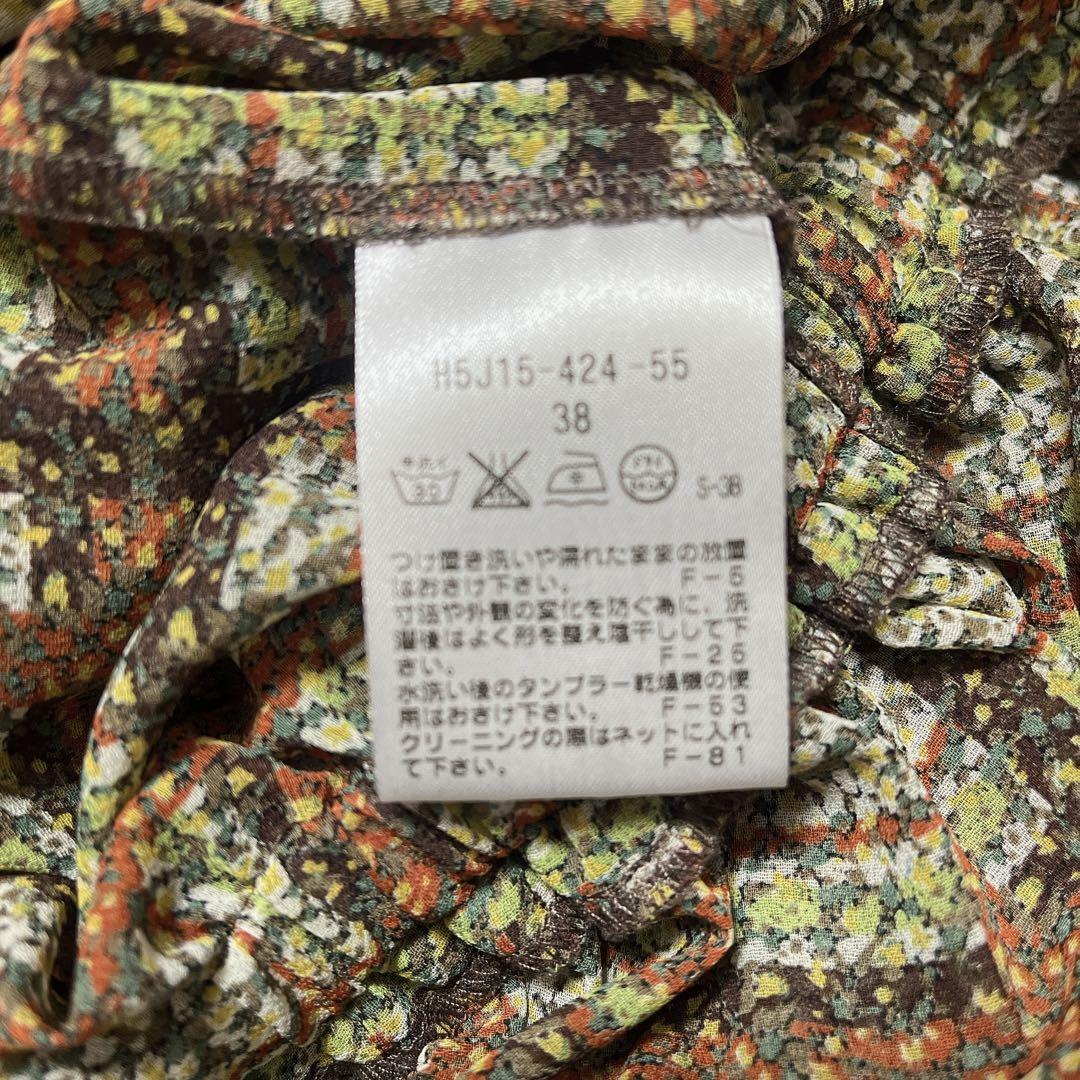 H5J15-424-55
38
手洗イ
30
ドライ
S-38
つけ置き洗いや濡れたままの放置
はおさけ下さい。 F-5
寸法や外観の変化を防ぐ為に、洗
濯後はよく形を整え陰干しして下
さい。 F-25
水洗い後のタンブラー乾燥機の使
用はおさけ下さい。 F-53
クリーニングの際はネットに入れ
て下さい。 F-81